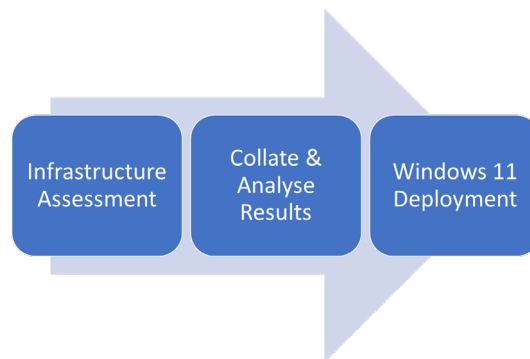 Infrastructure
Assessment
Collate &
Analyse
Results
Windows 11
Deployment